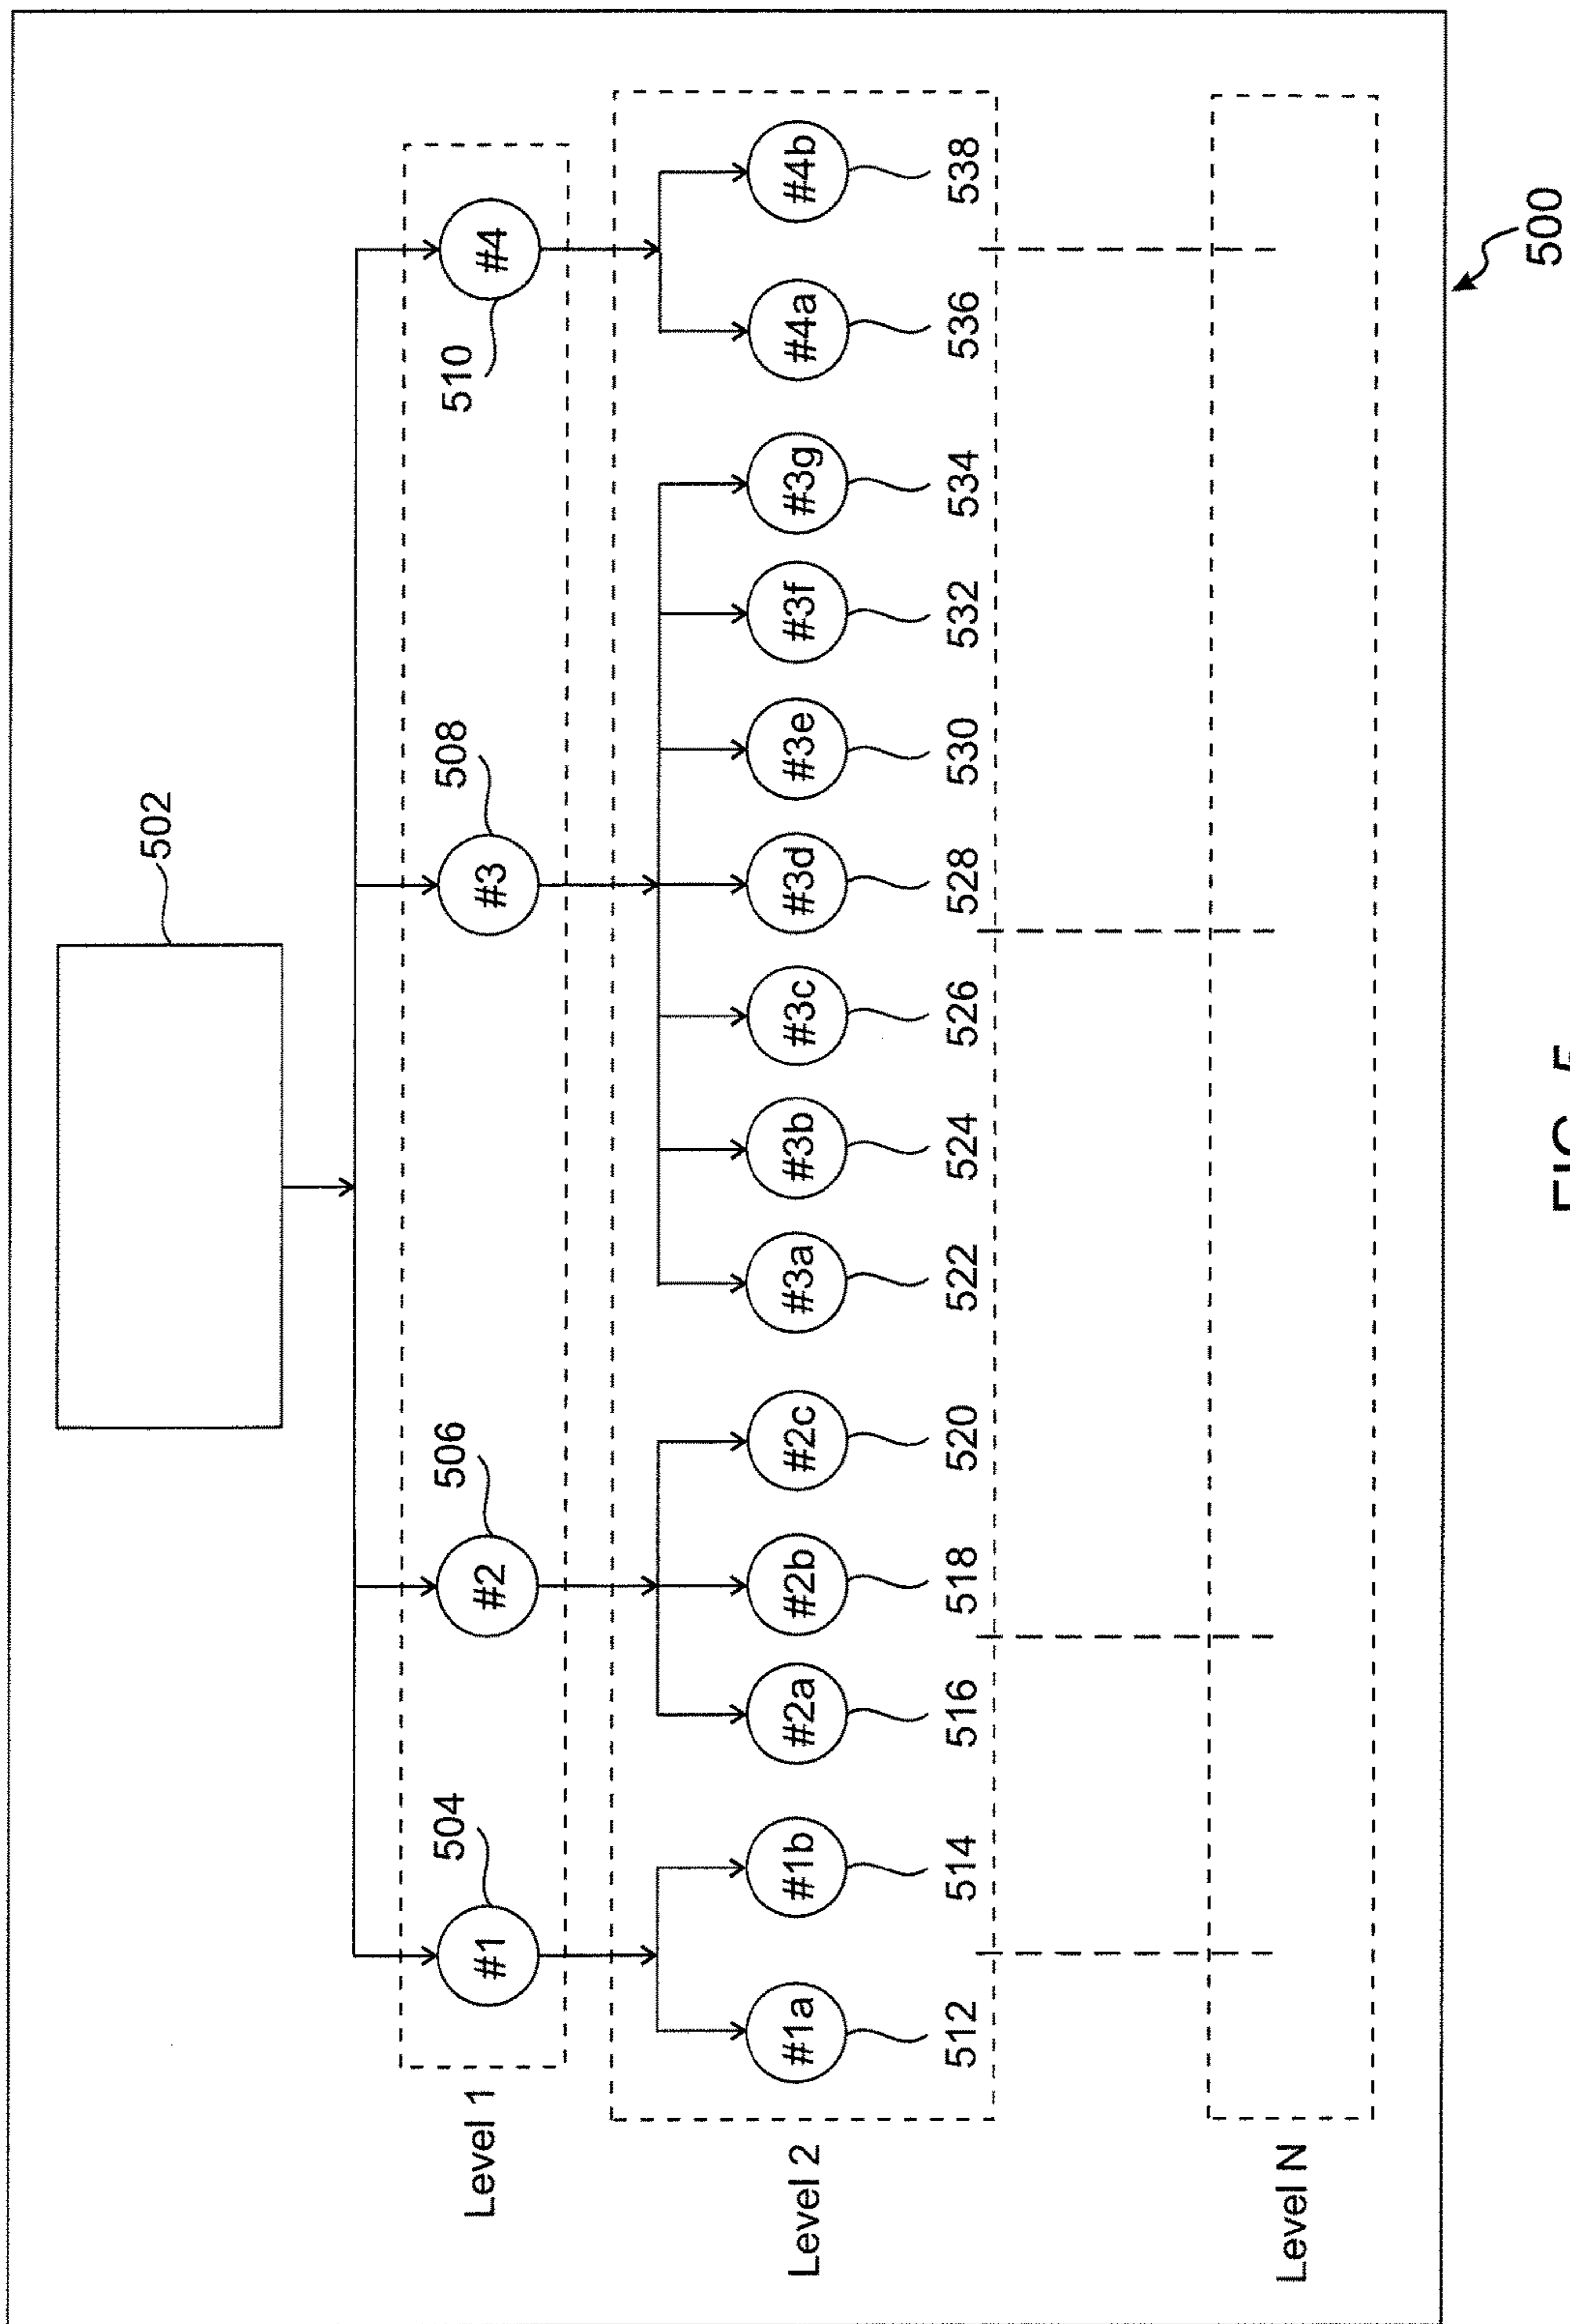 502
504
506
508
510
Level 1
#1
#2
#3
#4
Level 2
#1a
#1b
#2a
#2b
#2c
#3a
#3b
#3c
#3d
#3e
#3f
#3g
#4a
#4b
512
514
516
518
520
522
524
526
528
530
532
534
536
538
Level N
500
FIG. 5